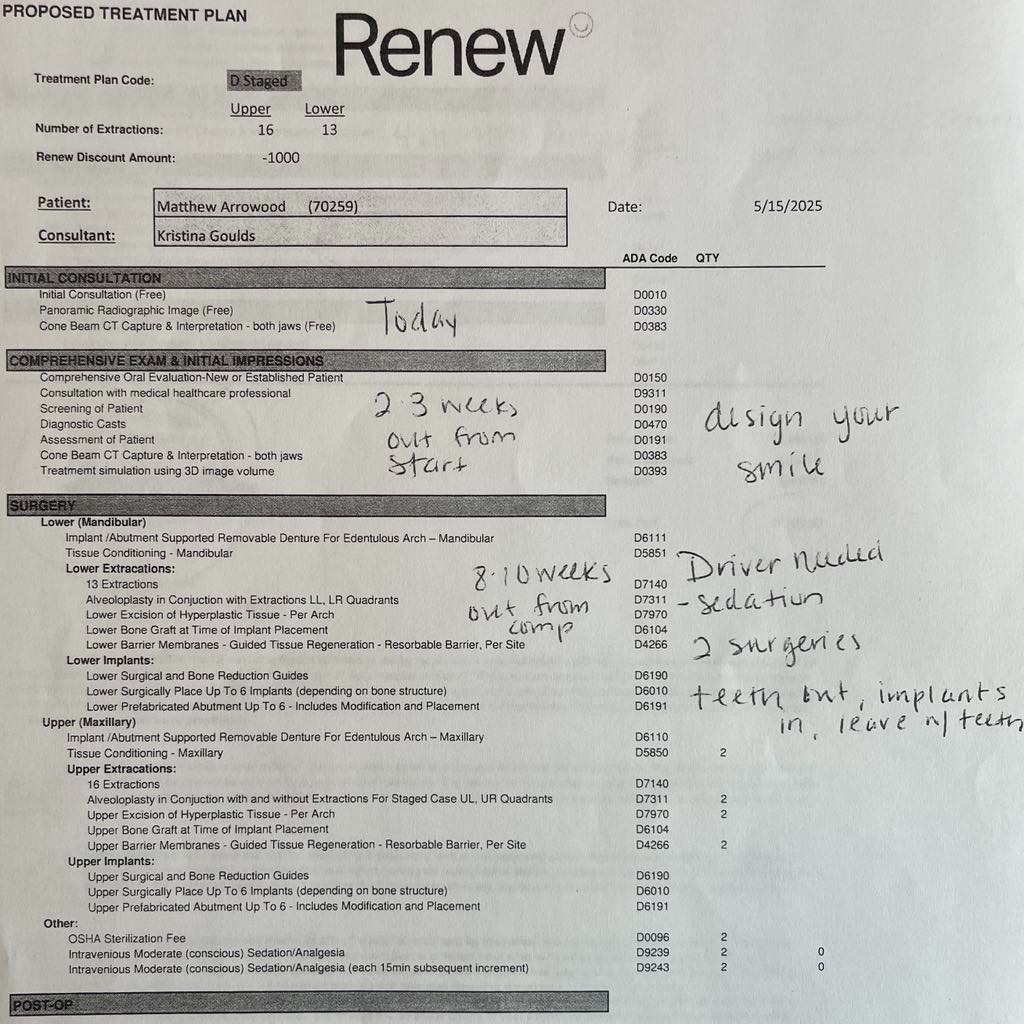 PROPOSED TREATMENT PLAN
Renew
Treatment Plan Code: D Staged
Upper Lower
Number of Extractions: 16 13
Renew Discount Amount: -1000
Patient: Matthew Arrowood (70259) Date: 5/15/2025
Consultant: Kristina Goulds
ADA Code QTY
INITIAL CONSULTATION
Initial Consultation (Free) D0010
Panoramic Radiographic Image (Free) D0330
Cone Beam CT Capture & Interpretation - both jaws (Free) D0383
Today
COMPREHENSIVE EXAM & INITIAL IMPRESSIONS
Comprehensive Oral Evaluation-New or Established Patient D0150
Consultation with medical healthcare professional D9311
Screening of Patient D0190
Diagnostic Casts D0470
Assessment of Patient D0191
Cone Beam CT Capture & Interpretation - both jaws D0383
Treatmemt simulation using 3D image volume D0393
2-3 weeks
out from
start
design your
smile
SURGERY
Lower (Mandibular)
Implant /Abutment Supported Removable Denture For Edentulous Arch – Mandibular D6111
Tissue Conditioning - Mandibular D5851
Lower Extracations:
13 Extractions D7140
Alveoloplasty in Conjuction with Extractions LL, LR Quadrants D7311
Lower Excision of Hyperplastic Tissue - Per Arch D7970
Lower Bone Graft at Time of Implant Placement D6104
Lower Barrier Membranes - Guided Tissue Regeneration - Resorbable Barrier, Per Site D4266
8-10 weeks
out from
comp
Driver needed
- sedation
2 surgeries
teeth out, implants
in, leave w/ teeth
Lower Implants:
Lower Surgical and Bone Reduction Guides D6190
Lower Surgically Place Up To 6 Implants (depending on bone structure) D6010
Lower Prefabricated Abutment Up To 6 - Includes Modification and Placement D6191
Upper (Maxillary)
Implant /Abutment Supported Removable Denture For Edentulous Arch – Maxillary D6110
Tissue Conditioning - Maxillary D5850 2
Upper Extracations:
16 Extractions D7140
Alveoloplasty in Conjuction with and without Extractions For Staged Case UL, UR Quadrants D7311 2
Upper Excision of Hyperplastic Tissue - Per Arch D7970 2
Upper Bone Graft at Time of Implant Placement D6104
Upper Barrier Membranes - Guided Tissue Regeneration - Resorbable Barrier, Per Site D4266 2
Upper Implants:
Upper Surgical and Bone Reduction Guides D6190
Upper Surgically Place Up To 6 Implants (depending on bone structure) D6010
Upper Prefabricated Abutment Up To 6 - Includes Modification and Placement D6191
Other:
OSHA Sterilization Fee D0096 2
Intravenious Moderate (conscious) Sedation/Analgesia D9239 2 0
Intravenious Moderate (conscious) Sedation/Analgesia (each 15min subsequent increment) D9243 2 0
POST-OP